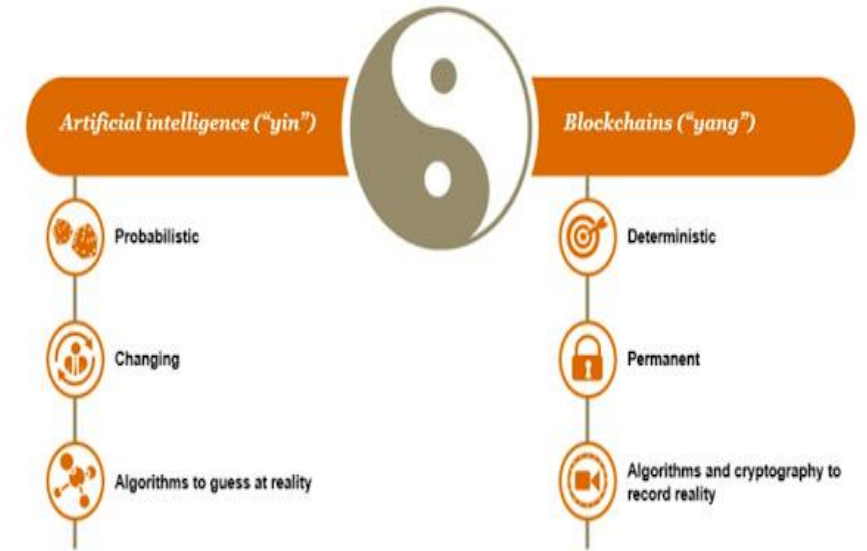 Artificial intelligence (“yin”)
Blockchains (“yang”)
Probabilistic
Deterministic
Changing
Permanent
Algorithms to guess at reality
Algorithms and cryptography to
record reality